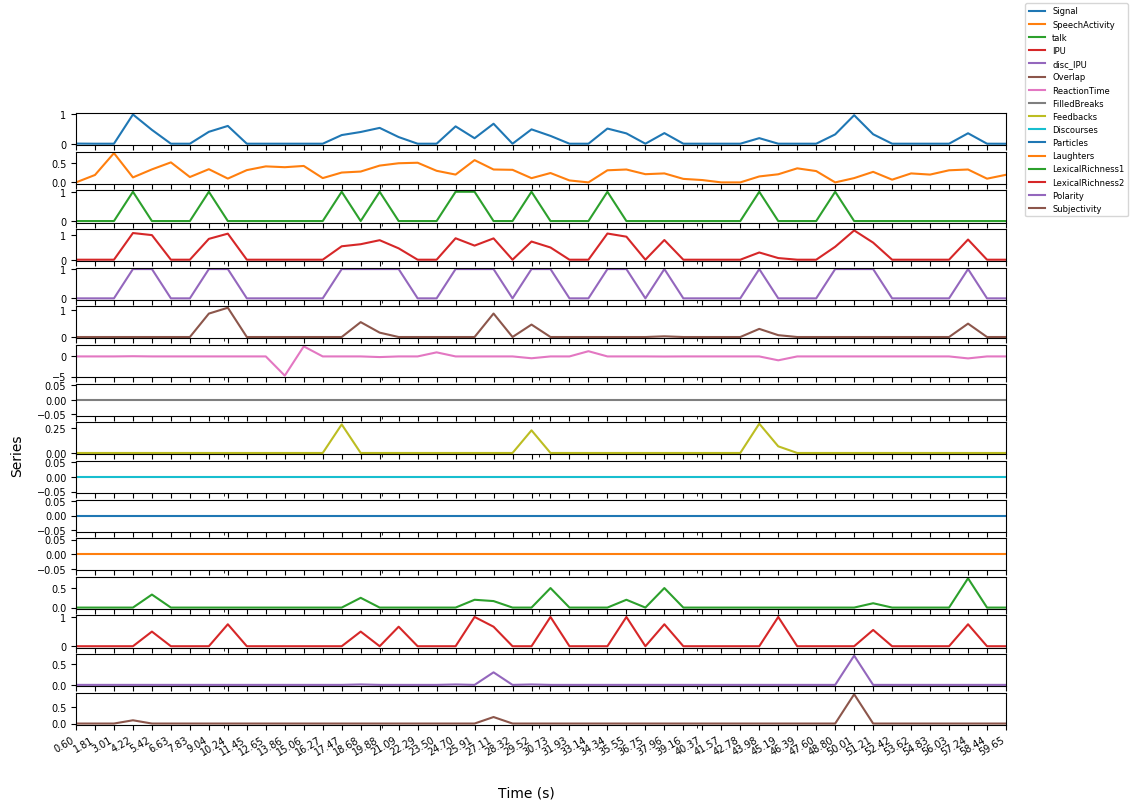 Signal
SpeechActivity
talk
IPU
disc_IPU
Overlap
ReactionTime
FilledBreaks
Feedbacks
Discourses
Particles
Laughters
LexicalRichness1
LexicalRichness2
Polarity
Subjectivity
1
0
0.5
0.0
1
0
1
0
1
0
1
0
0
−5
0.05
0.00
−0.05
0.25
0.00
0.05
0.00
−0.05
0.05
0.00
−0.05
0.05
0.00
−0.05
0.5
0.0
1
0
0.5
0.0
0.5
0.0
Series
0.60 1.81 3.01 4.22 5.42 6.63 7.83 9.04 10.24 11.45 12.65 13.86 15.06 16.27 17.47 18.68 19.88 21.09 22.29 23.50 24.70 25.91 27.11 28.32 29.52 30.73 31.93 33.14 34.34 35.55 36.75 37.96 39.16 40.37 41.57 42.78 43.98 45.19 46.39 47.60 48.80 50.01 51.21 52.42 53.62 54.83 56.03 57.24 58.44 59.65
Time (s)